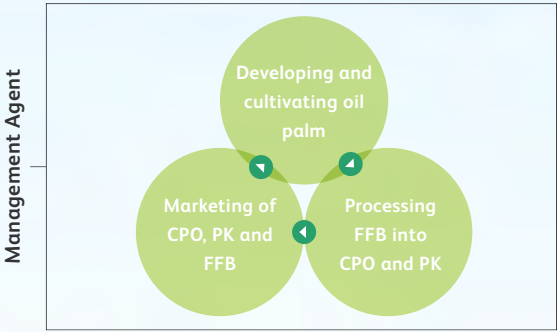 Management Agent
Developing and
cultivating oil
palm
Marketing of
CPO, PK and
FFB
Processing
FFB into
CPO and PK